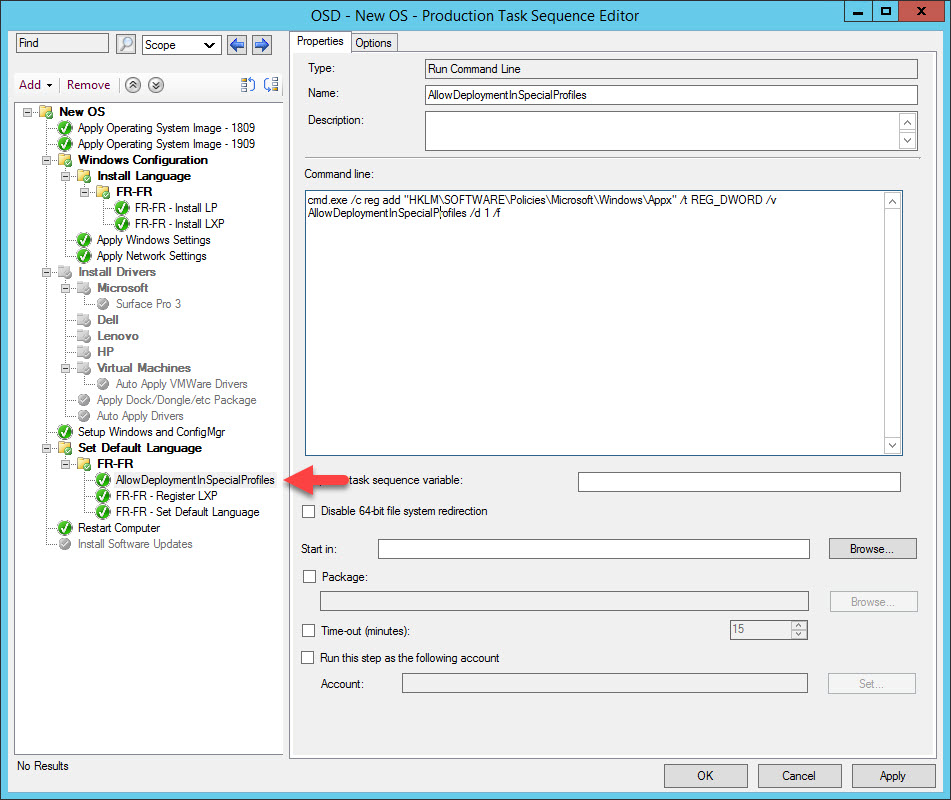 OSD - New OS - Production Task Sequence Editor
Find
Scope
Add
Remove
New OS
Apply Operating System Image - 1809
Apply Operating System Image - 1909
Windows Configuration
Install Language
FR-FR
FR-FR - Install LP
FR-FR - Install LXP
Apply Windows Settings
Apply Network Settings
Install Drivers
Microsoft
Surface Pro 3
Dell
Lenovo
HP
Virtual Machines
Auto Apply VMWare Drivers
Apply Dock/Dongle/etc Package
Auto Apply Drivers
Setup Windows and ConfigMgr
Set Default Language
FR-FR
AllowDeploymentInSpecialProfiles
FR-FR - Register LXP
FR-FR - Set Default Language
Restart Computer
Install Software Updates
No Results
Properties
Options
Type:
Run Command Line
Name:
AllowDeploymentInSpecialProfiles
Description:
Command line:
cmd.exe /c reg add "HKLM\SOFTWARE\Policies\Microsoft\Windows\Appx" /t REG_DWORD /v
AllowDeploymentInSpecialProfiles /d 1 /f
task sequence variable:
Disable 64-bit file system redirection
Start in:
Browse...
Package:
Browse...
Time-out (minutes):
15
Run this step as the following account
Account:
Set...
OK
Cancel
Apply